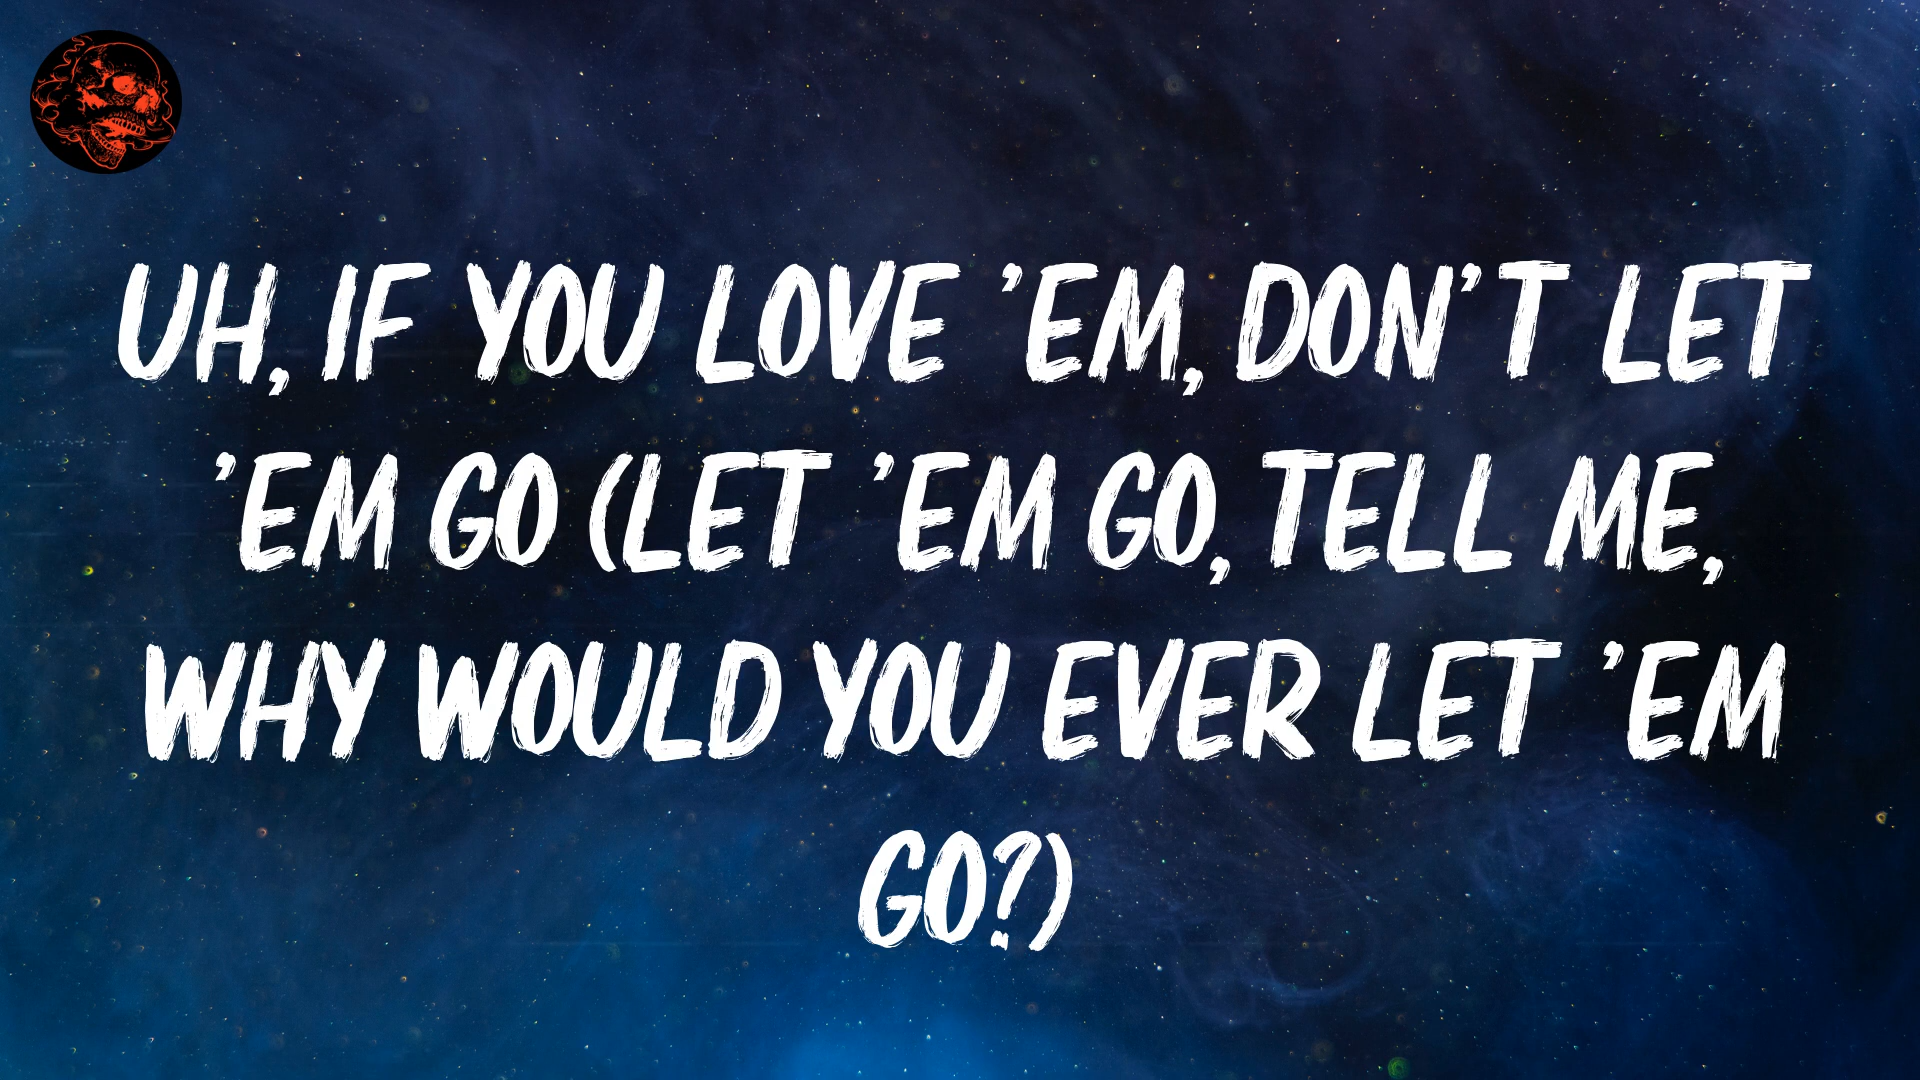 UH, IF YOU LOVE 'EM, DON'T LET
'EM GO (LET 'EM GO, TELL ME,
WHY WOULD YOU EVER LET 'EM
GO?)